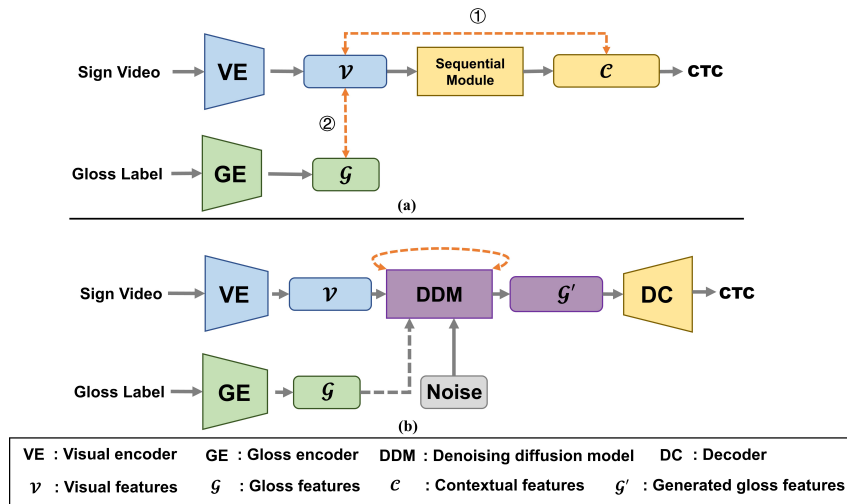 ①
Sign Video VE 𝒱 Sequential Module 𝒞 CTC
②
Gloss Label GE 𝒢
(a)
Sign Video VE 𝒱 DDM 𝒢′ DC CTC
Gloss Label GE 𝒢 Noise
(b)
VE : Visual encoder GE : Gloss encoder DDM : Denoising diffusion model DC : Decoder
𝒱 : Visual features 𝒢 : Gloss features 𝒞 : Contextual features 𝒢′ : Generated gloss features